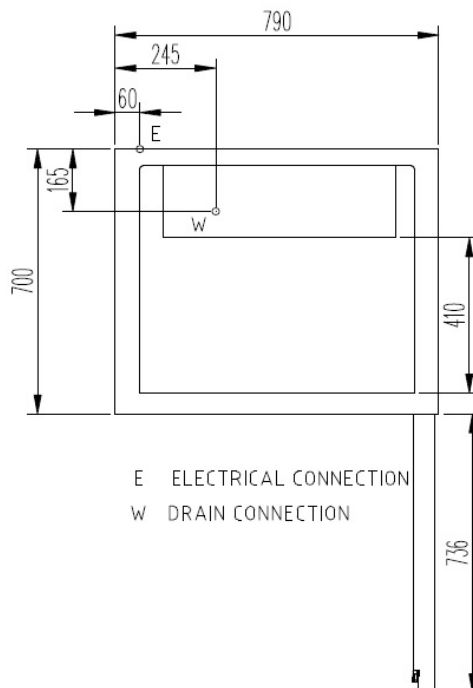 790
245
60
E
165
W
700
410
E ELECTRICAL CONNECTION
W DRAIN CONNECTION
736